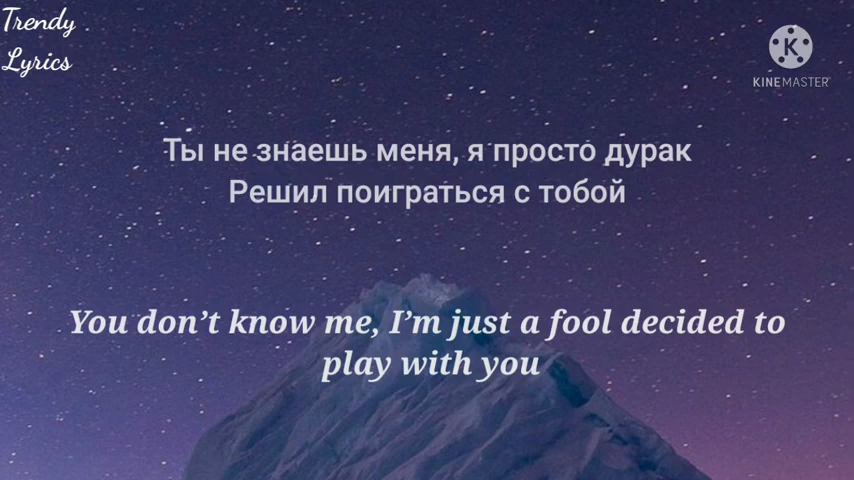 Trendy
Lyrics
K
KINEMASTER
Ты не знаешь меня, я просто дурак
Решил поиграться с тобой
You don’t know me, I’m just a fool decided to
play with you